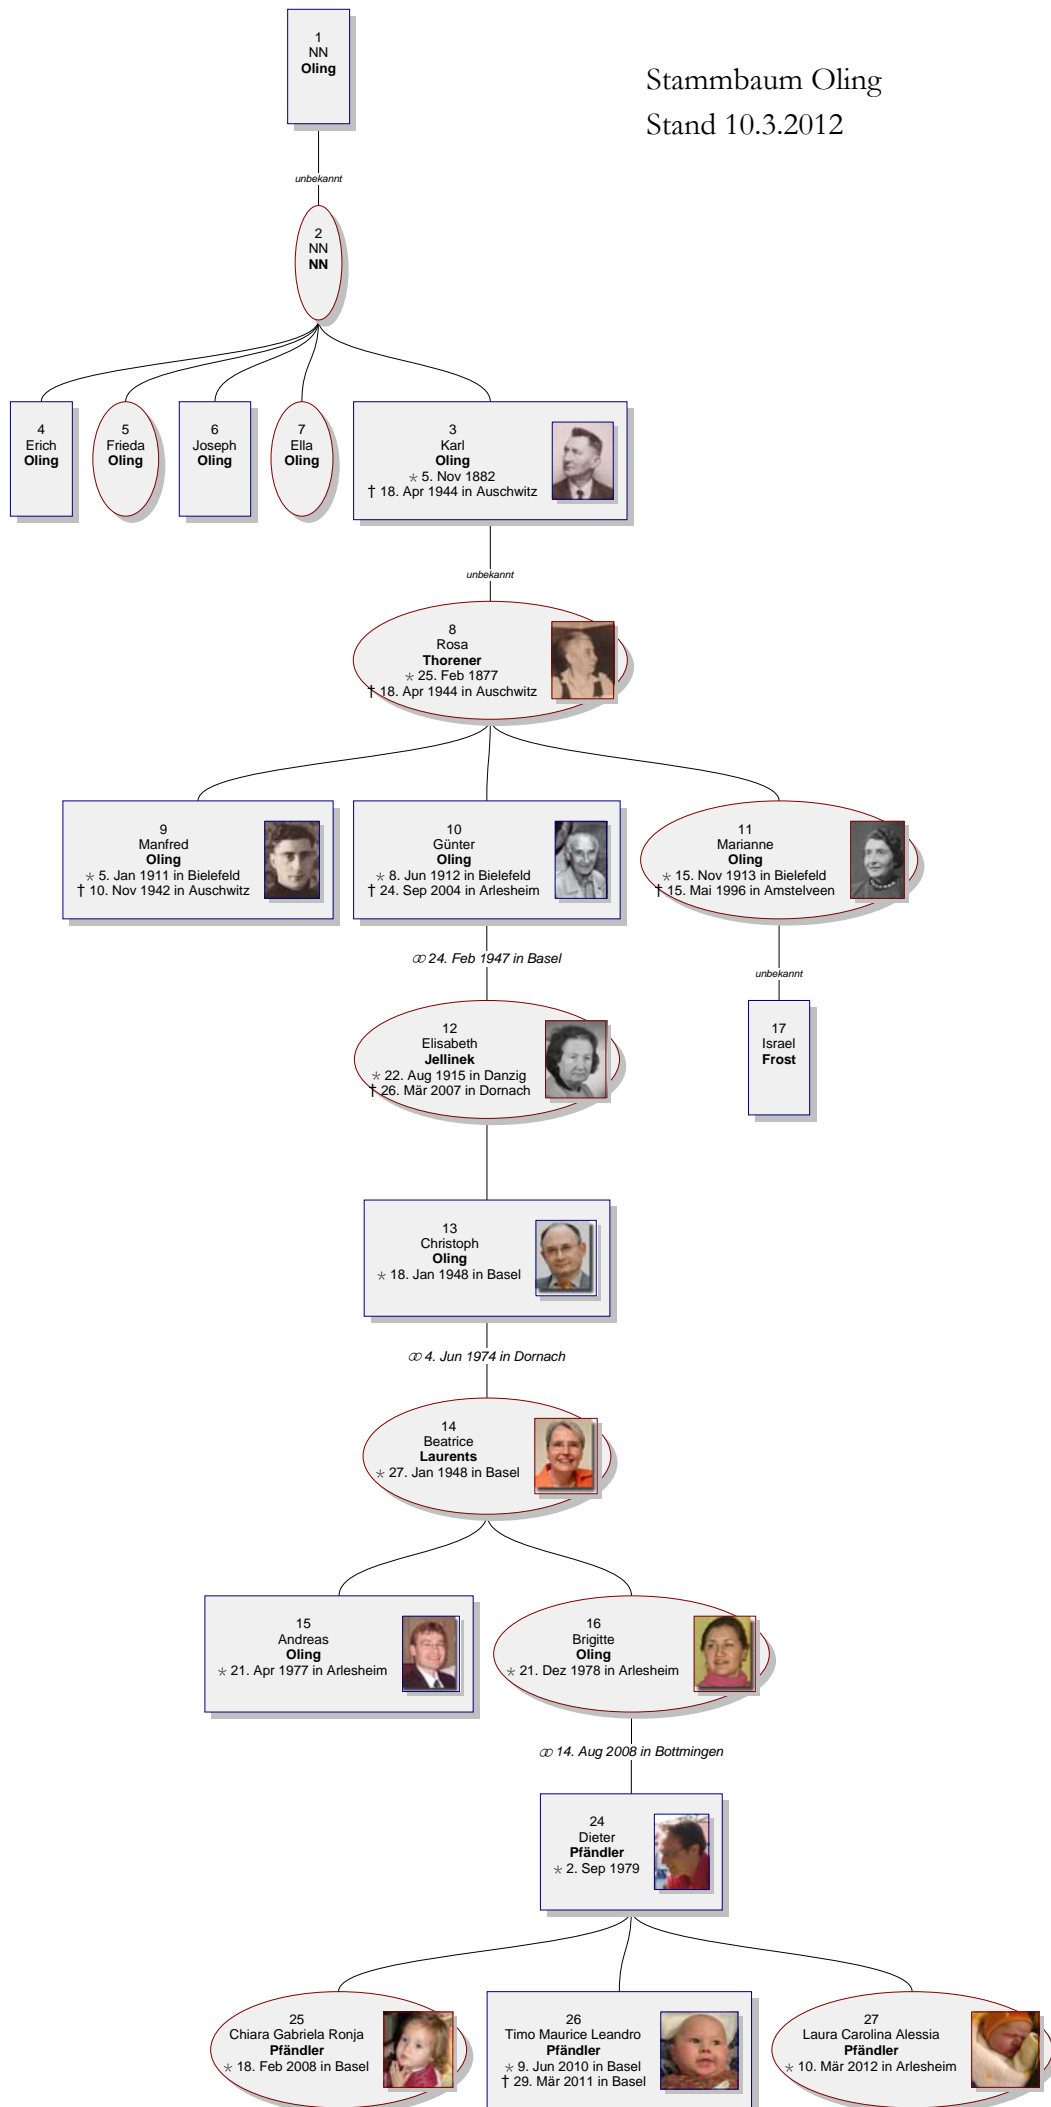 1
NN
Oling
Stammbaum Oling
Stand 10.3.2012
unbekannt
2
NN
NN
4
Erich
Oling
5
Frieda
Oling
6
Joseph
Oling
7
Ella
Oling
3
Karl
Oling
* 5. Nov 1882
† 18. Apr 1944 in Auschwitz
unbekannt
8
Rosa
Thorener
* 25. Feb 1877
† 18. Apr 1944 in Auschwitz
9
Manfred
Oling
* 5. Jan 1911 in Bielefeld
† 10. Nov 1942 in Auschwitz
10
Günter
Oling
* 8. Jun 1912 in Bielefeld
† 24. Sep 2004 in Arlesheim
11
Marianne
Oling
* 15. Nov 1913 in Bielefeld
† 15. Mai 1996 in Amstelveen
⚭ 24. Feb 1947 in Basel
unbekannt
12
Elisabeth
Jellinek
* 22. Aug 1915 in Danzig
† 26. Mär 2007 in Dornach
17
Israel
Frost
13
Christoph
Oling
* 18. Jan 1948 in Basel
⚭ 4. Jun 1974 in Dornach
14
Beatrice
Laurents
* 27. Jan 1948 in Basel
15
Andreas
Oling
* 21. Apr 1977 in Arlesheim
16
Brigitte
Oling
* 21. Dez 1978 in Arlesheim
⚭ 14. Aug 2008 in Bottmingen
24
Dieter
Pfändler
* 2. Sep 1979
25
Chiara Gabriela Ronja
Pfändler
* 18. Feb 2008 in Basel
26
Timo Maurice Leandro
Pfändler
* 9. Jun 2010 in Basel
† 29. Mär 2011 in Basel
27
Laura Carolina Alessia
Pfändler
* 10. Mär 2012 in Arlesheim